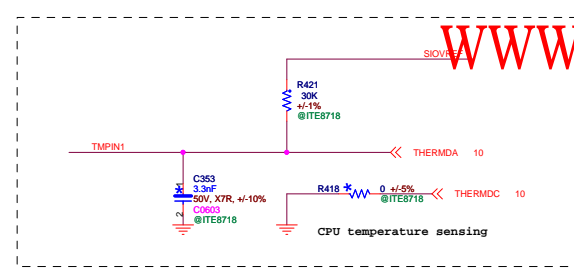 WWW
SIOVREF
R421
30K
+/-1%
@ITE8718
TMPIN1
THERMDA 10
1
C353
3.3nF
50V, X7R, +/-10%
C0603
@ITE8718
2
R418 0 +/-5%
@ITE8718
THERMDC 10
CPU temperature sensing